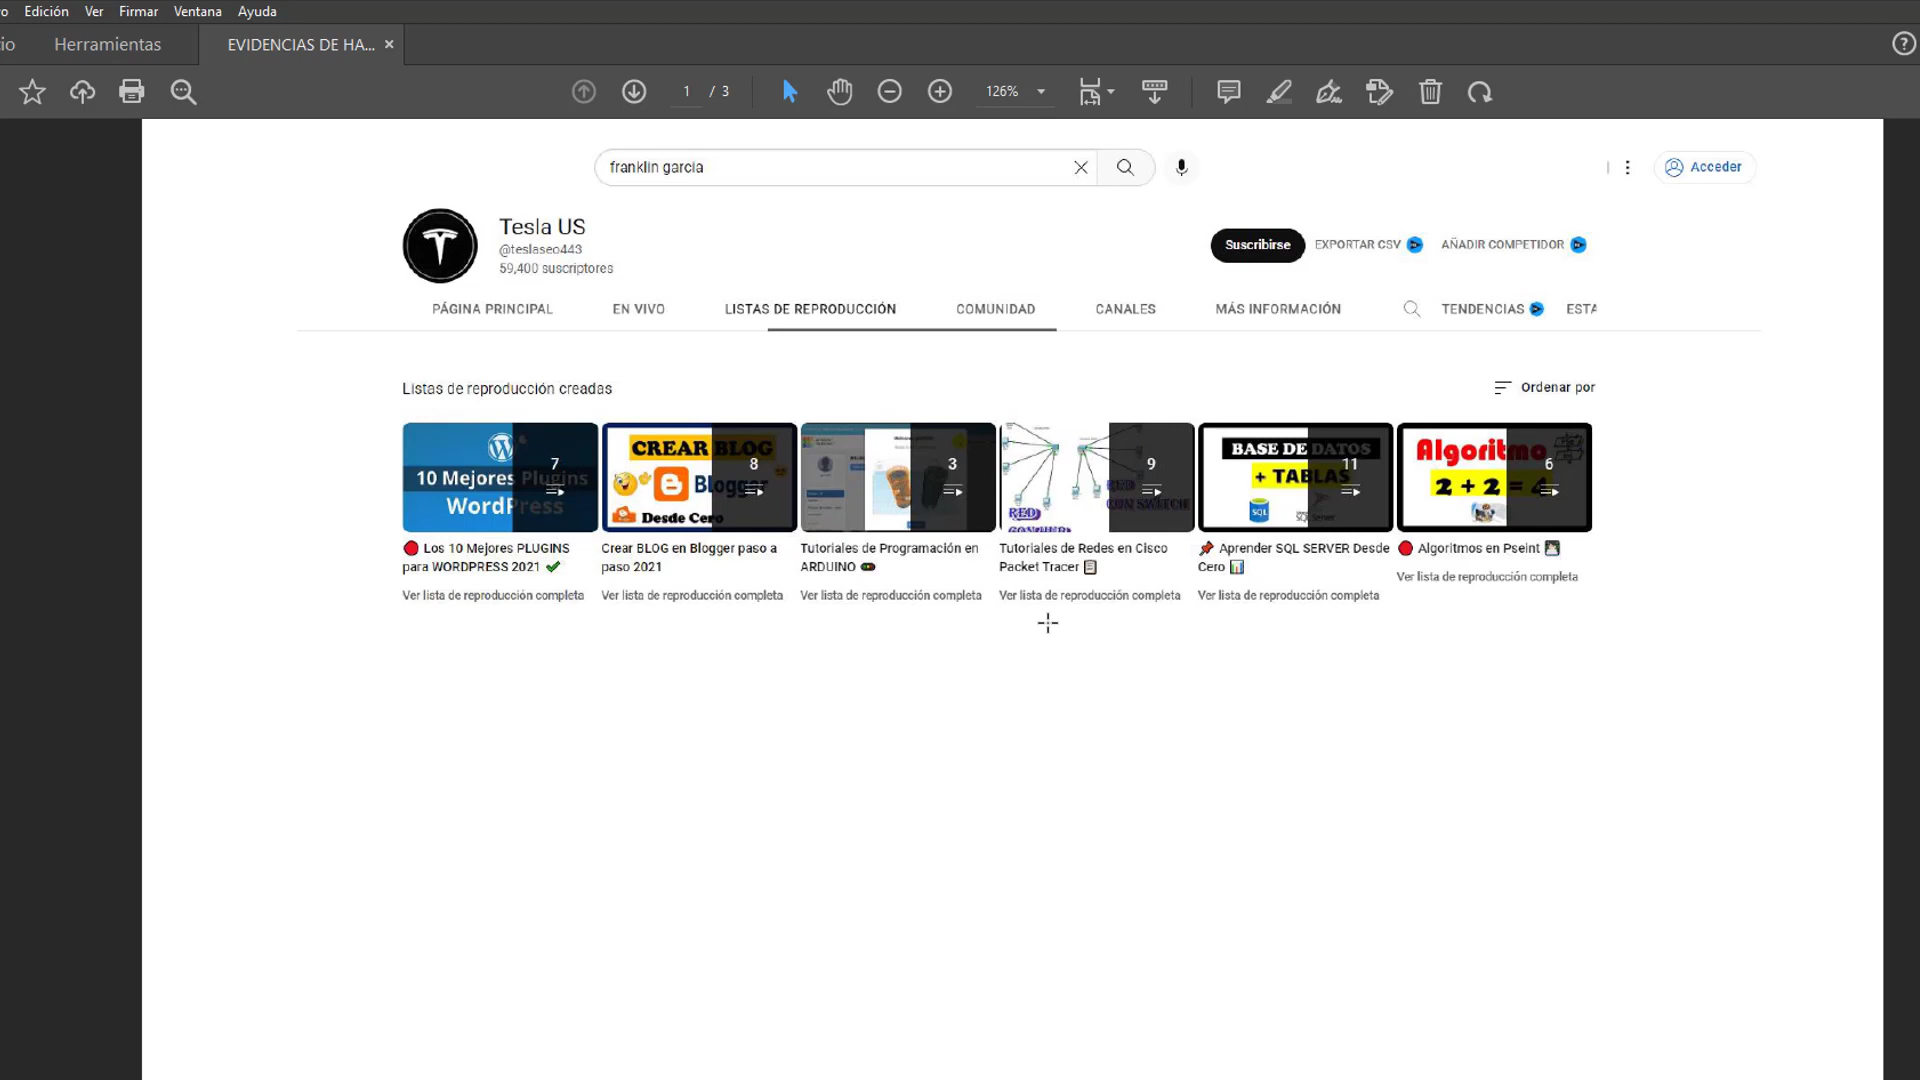 o Edición Ver Firmar Ventana Ayuda
io Herramientas EVIDENCIAS DE HA... ×
1 / 3 126%
franklin garcia
Acceder
Tesla US
@teslaseo443
59,400 suscriptores
Suscribirse EXPORTAR CSV AÑADIR COMPETIDOR
PÁGINA PRINCIPAL EN VIVO LISTAS DE REPRODUCCIÓN COMUNIDAD CANALES MÁS INFORMACIÓN TENDENCIAS ESTA
Listas de reproducción creadas
Ordenar por
10 Mejores Plugins
WordPress
7
CREAR BLOG
Blogger
Desde Cero
8
3
RED
CON SWITCH
9
BASE DE DATOS
+ TABLAS
SQL
11
Algoritmo
2 + 2 = 4
6
Los 10 Mejores PLUGINS
para WORDPRESS 2021
Ver lista de reproducción completa
Crear BLOG en Blogger paso a
paso 2021
Ver lista de reproducción completa
Tutoriales de Programación en
ARDUINO
Ver lista de reproducción completa
Tutoriales de Redes en Cisco
Packet Tracer
Ver lista de reproducción completa
Aprender SQL SERVER Desde
Cero
Ver lista de reproducción completa
Algoritmos en Pseint
Ver lista de reproducción completa